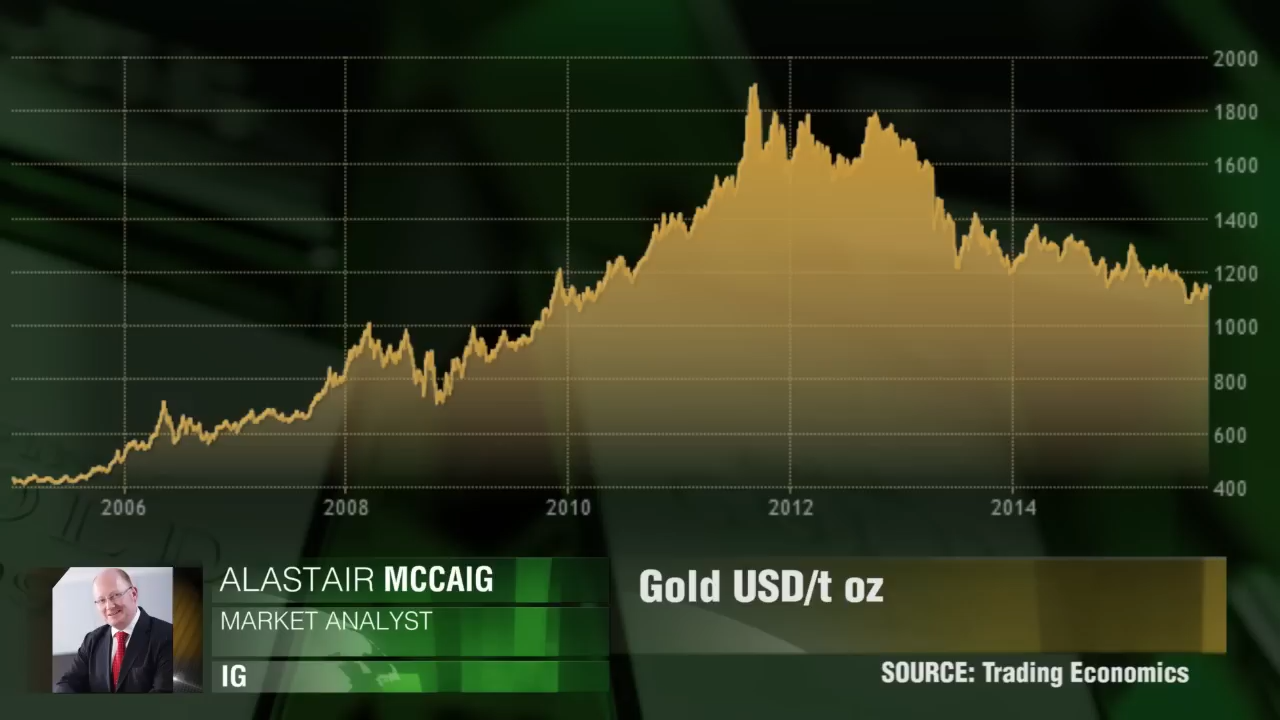 2000
1800
1600
1400
1200
1000
800
600
400
2006 2008 2010 2012 2014
ALASTAIR MCCAIG
MARKET ANALYST
IG
Gold USD/t oz
SOURCE: Trading Economics